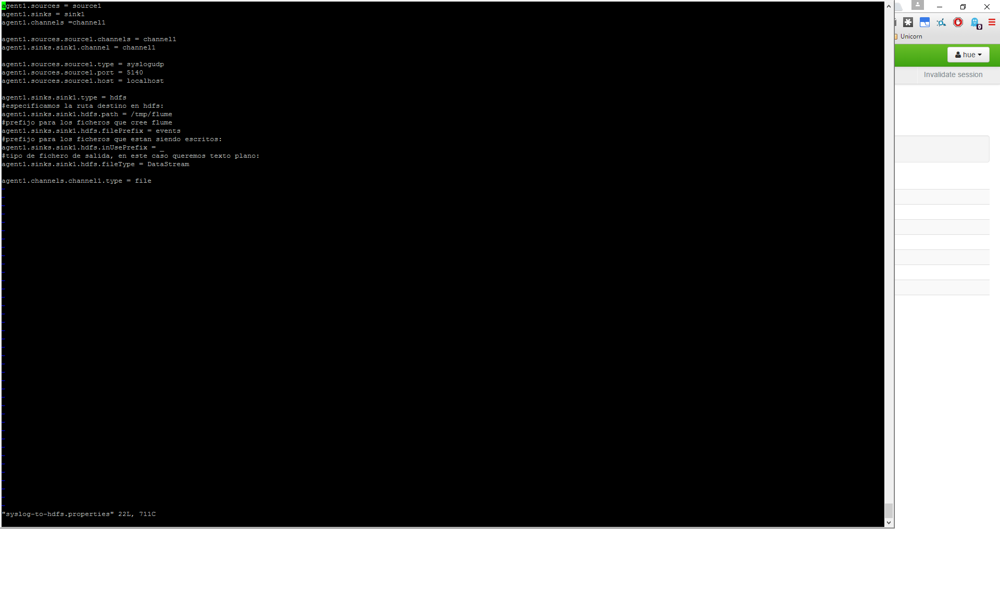 agent1.sources = source1
agent1.sinks = sink1
agent1.channels =channel1
agent1.sources.source1.channels = channel1
agent1.sinks.sink1.channel = channel1
agent1.sources.source1.type = syslogudp
agent1.sources.source1.port = 5140
agent1.sources.source1.host = localhost
agent1.sinks.sink1.type = hdfs
#especificamos la ruta destino en hdfs:
agent1.sinks.sink1.hdfs.path = /tmp/flume
#prefijo para los ficheros que cree flume
agent1.sinks.sink1.hdfs.filePrefix = events
#prefijo para los ficheros que estan siendo escritos:
agent1.sinks.sink1.hdfs.inUsePrefix = _
#tipo de fichero de salida, en este caso queremos texto plano:
agent1.sinks.sink1.hdfs.fileType = DataStream
agent1.channels.channel1.type = file
"syslog-to-hdfs.properties" 22L, 711C
0
Unicorn
hue
Invalidate session